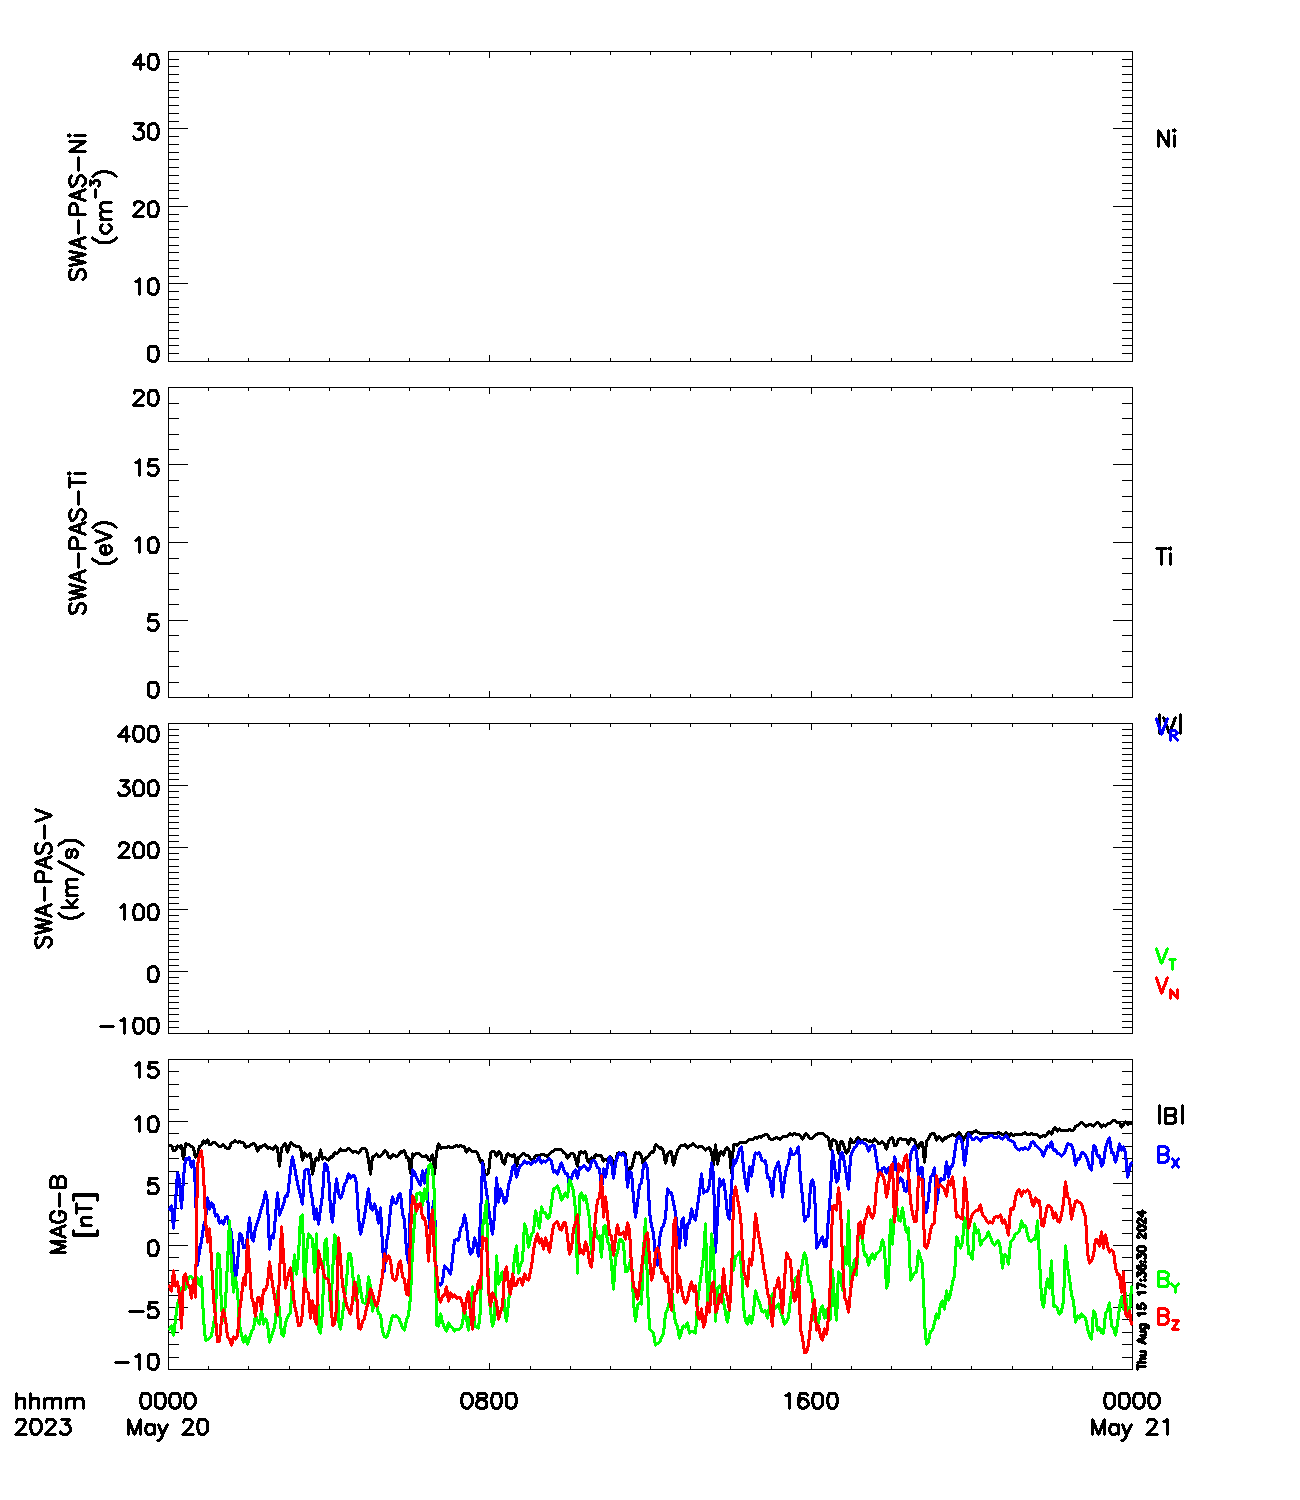 40
30
20
10
0
SWA-PAS-Ni
(cm-3)
Ni
20
15
10
5
0
SWA-PAS-Ti
(eV)
Ti
400
300
200
100
0
-100
SWA-PAS-V
(km/s)
|V|
VR
VT
VN
15
10
5
0
-5
-10
MAG-B
[nT]
|B|
BX
BY
BZ
Thu Aug 15 17:36:30 2024
hhmm 0000 0800 1600 0000
2023 May 20 May 21